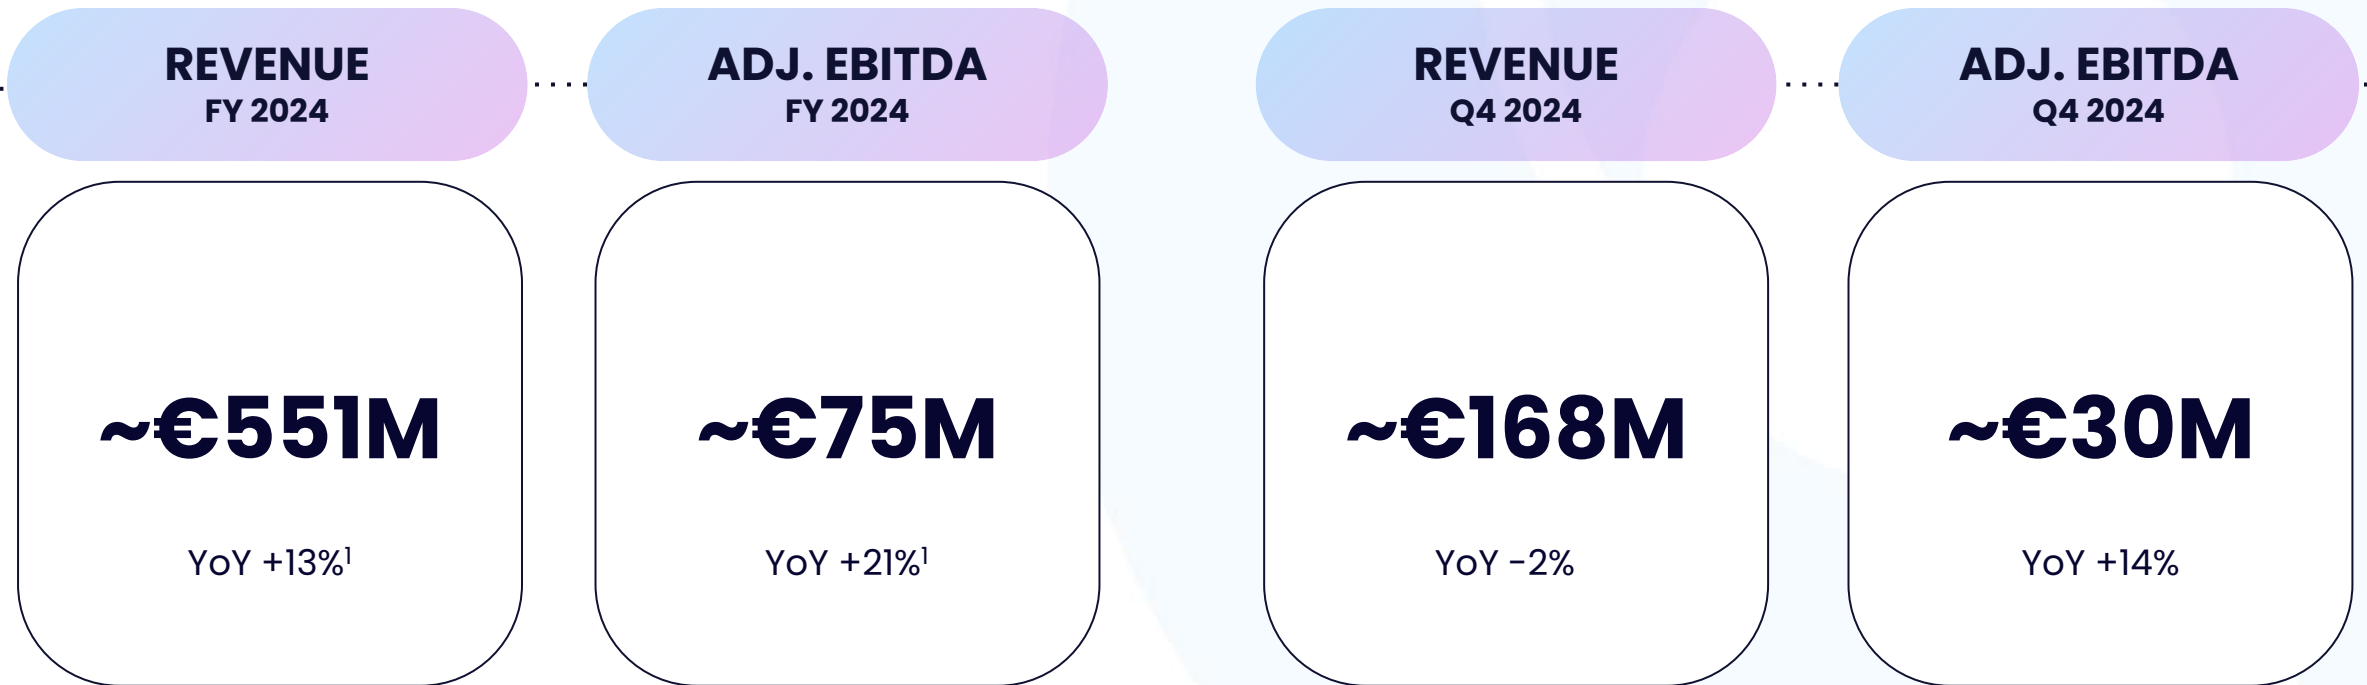 REVENUE
FY 2024
~€551M
YoY +13%¹
ADJ. EBITDA
FY 2024
~€75M
YoY +21%¹
REVENUE
Q4 2024
~€168M
YoY -2%
ADJ. EBITDA
Q4 2024
~€30M
YoY +14%